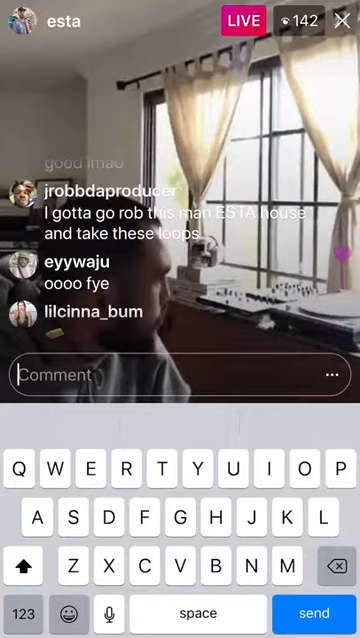 esta
LIVE
142
good lmao
jrobbdaproducer
I gotta go rob this man ESTA house
and take these loops
eyywaju
oooo fye
lilcinna_bum
Comment
Q W E R T Y U I O P
A S D F G H J K L
Z X C V B N M
123 space send